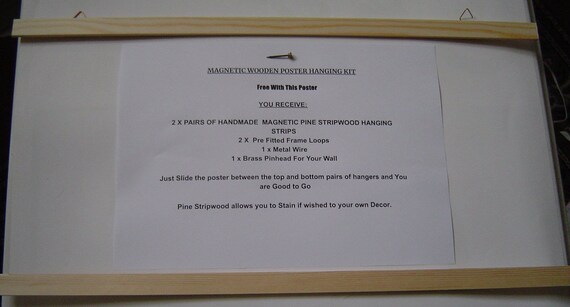 MAGNETIC WOODEN POSTER HANGING KIT
Free With This Poster
YOU RECEIVE:
2 X PAIRS OF HANDMADE MAGNETIC PINE STRIPWOOD HANGING
STRIPS
2 X Pre Fitted Frame Loops
1 x Metal Wire
1 x Brass Pinhead For Your Wall
Just Slide the poster between the top and bottom pairs of hangers and You
are Good to Go
Pine Stripwood allows you to Stain if wished to your own Decor.